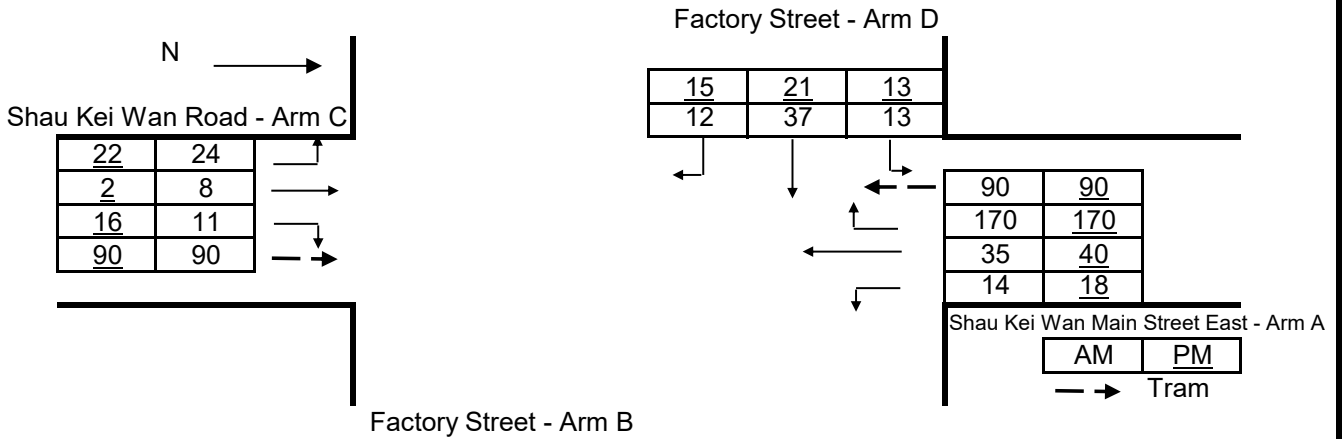 Factory Street - Arm D
N
15 21 13
12 37 13
Shau Kei Wan Road - Arm C
22 24
2 8
16 11
90 90
90 90
170 170
35 40
14 18
Shau Kei Wan Main Street East - Arm A
AM PM
Tram
Factory Street - Arm B